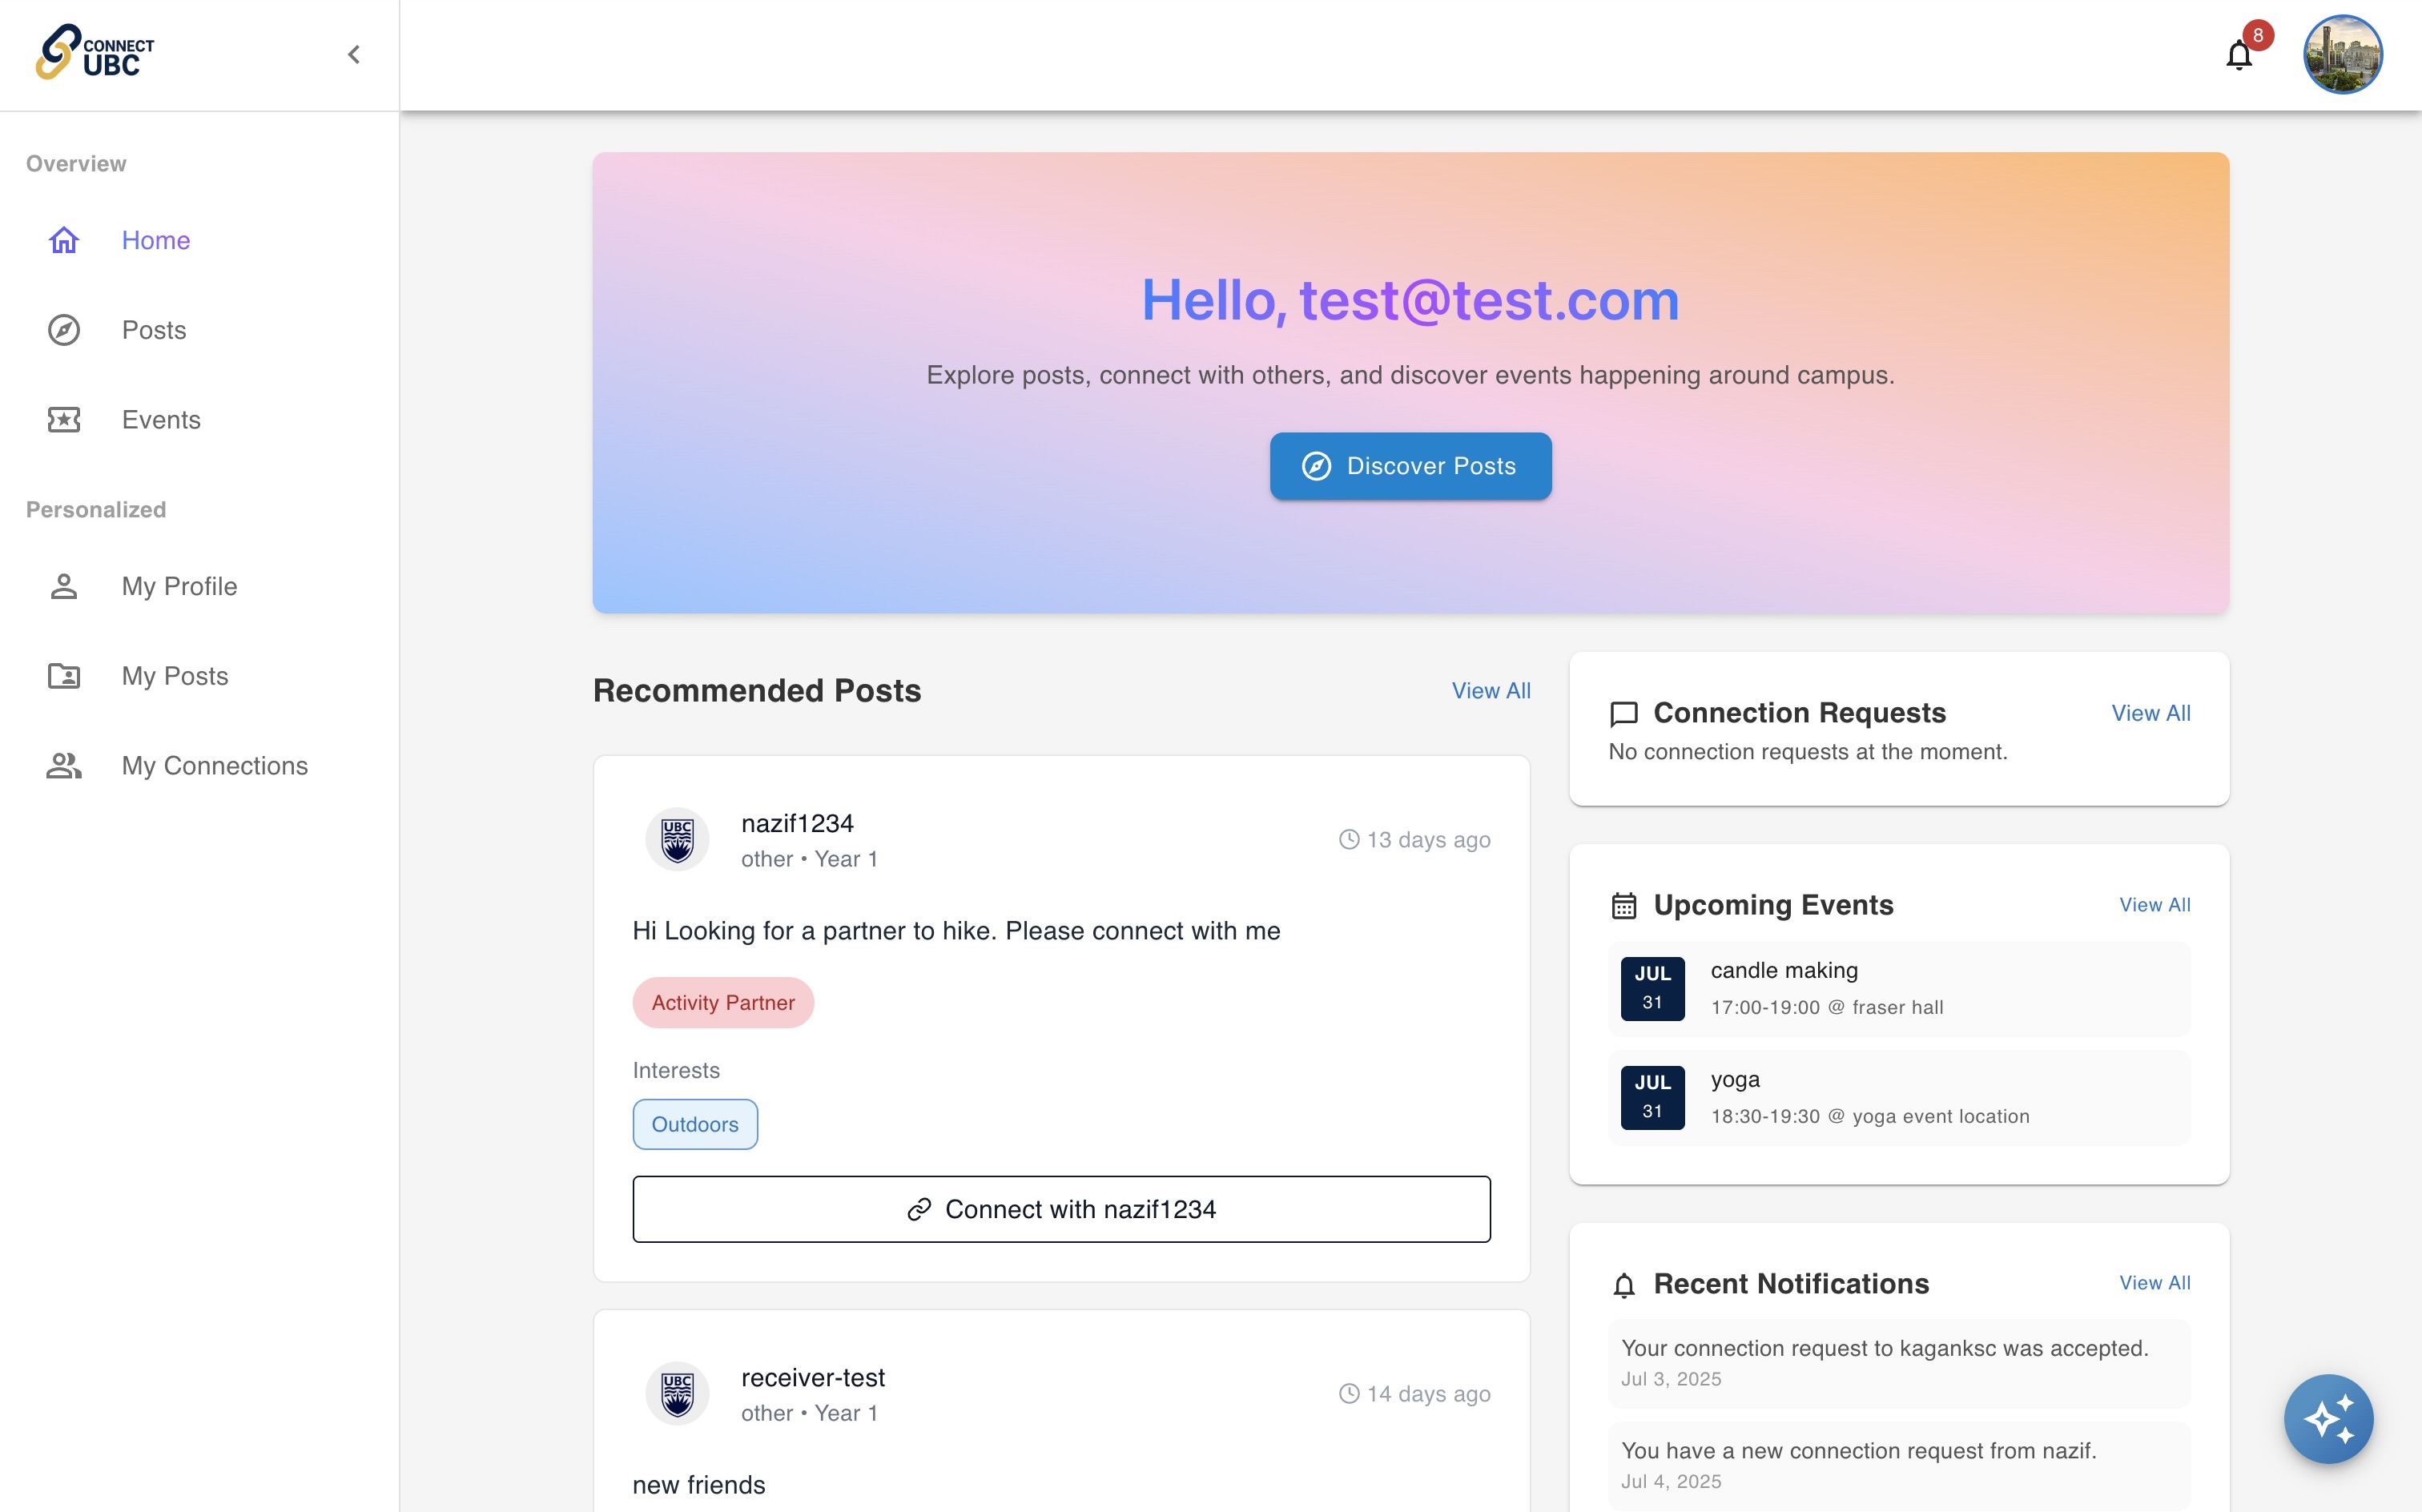 CONNECT
UBC
8
Overview
Home
Posts
Events
Personalized
My Profile
My Posts
My Connections
Hello, test@test.com
Explore posts, connect with others, and discover events happening around campus.
Discover Posts
Recommended Posts
View All
UBC
nazif1234
other • Year 1
13 days ago
Hi Looking for a partner to hike. Please connect with me
Activity Partner
Interests
Outdoors
Connect with nazif1234
UBC
receiver-test
other • Year 1
14 days ago
new friends
Connection Requests
View All
No connection requests at the moment.
Upcoming Events
View All
JUL
31
candle making
17:00-19:00 @ fraser hall
JUL
31
yoga
18:30-19:30 @ yoga event location
Recent Notifications
View All
Your connection request to kaganksc was accepted.
Jul 3, 2025
You have a new connection request from nazif.
Jul 4, 2025